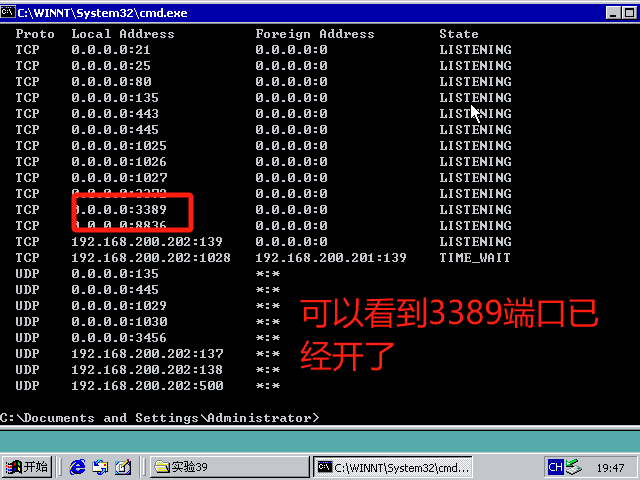 C:\WINNT\System32\cmd.exe
Proto Local Address Foreign Address State
TCP 0.0.0.0:21 0.0.0.0:0 LISTENING
TCP 0.0.0.0:25 0.0.0.0:0 LISTENING
TCP 0.0.0.0:80 0.0.0.0:0 LISTENING
TCP 0.0.0.0:135 0.0.0.0:0 LISTENING
TCP 0.0.0.0:443 0.0.0.0:0 LISTENING
TCP 0.0.0.0:445 0.0.0.0:0 LISTENING
TCP 0.0.0.0:1025 0.0.0.0:0 LISTENING
TCP 0.0.0.0:1026 0.0.0.0:0 LISTENING
TCP 0.0.0.0:1027 0.0.0.0:0 LISTENING
TCP 0.0.0.0:3372 0.0.0.0:0 LISTENING
TCP 0.0.0.0:3389 0.0.0.0:0 LISTENING
TCP 0.0.0.0:8836 0.0.0.0:0 LISTENING
TCP 192.168.200.202:139 0.0.0.0:0 LISTENING
TCP 192.168.200.202:1028 192.168.200.201:139 TIME_WAIT
UDP 0.0.0.0:135 *:*
UDP 0.0.0.0:445 *:*
UDP 0.0.0.0:1029 *:*
UDP 0.0.0.0:1030 *:*
UDP 0.0.0.0:3456 *:*
UDP 192.168.200.202:137 *:*
UDP 192.168.200.202:138 *:*
UDP 192.168.200.202:500 *:*
可以看到3389端口已
经开了
C:\Documents and Settings\Administrator>
开始 实验39 C:\WINNT\System32\cmd... CH 19:47